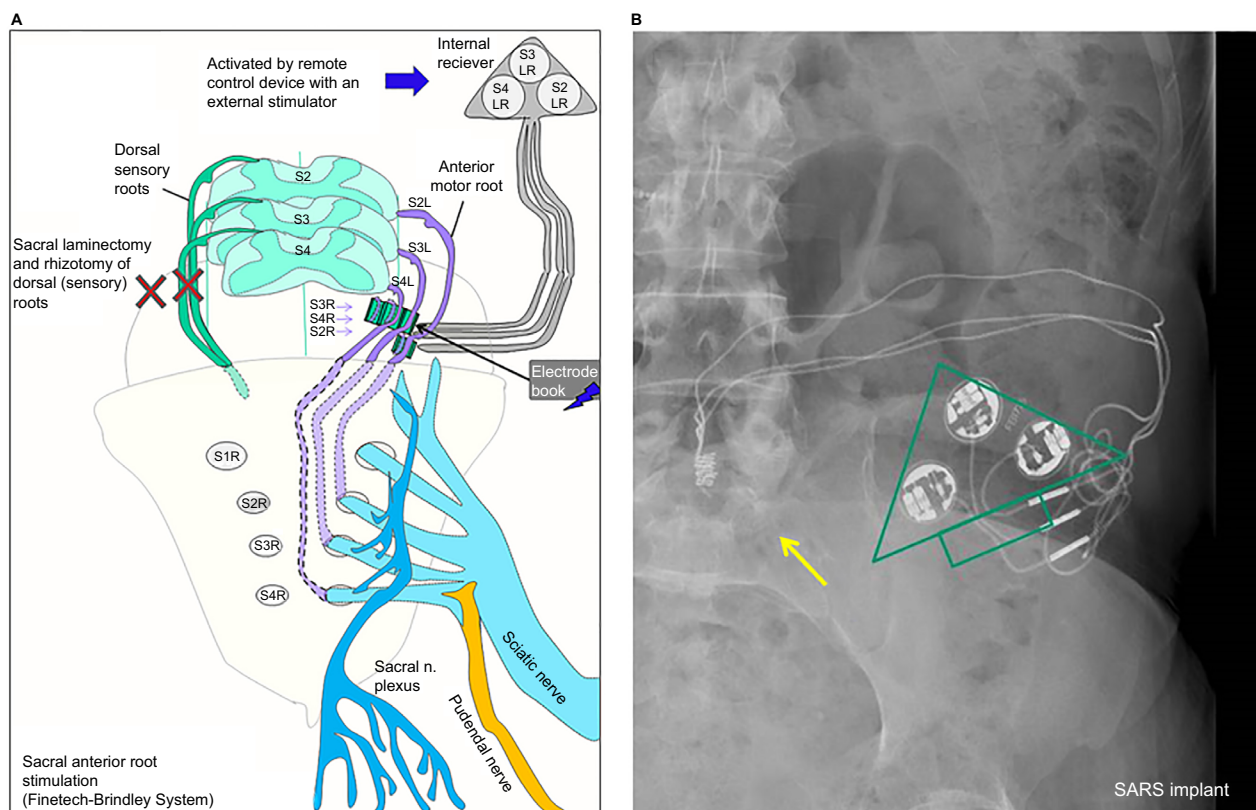 A
Activated by remote
control device with an
external stimulator
Internal
reciever
S3
LR
S4
LR
S2
LR
Dorsal
sensory
roots
Anterior
motor root
S2
S3
S4
S2L
S3L
S4L
Sacral laminectomy
and rhizotomy of
dorsal (sensory)
roots
S3R
S4R
S2R
Electrode
book
S1R
S2R
S3R
S4R
Sciatic nerve
Sacral n.
plexus
Pudendal nerve
Sacral anterior root
stimulation
(Finetech-Brindley System)
B
SARS implant